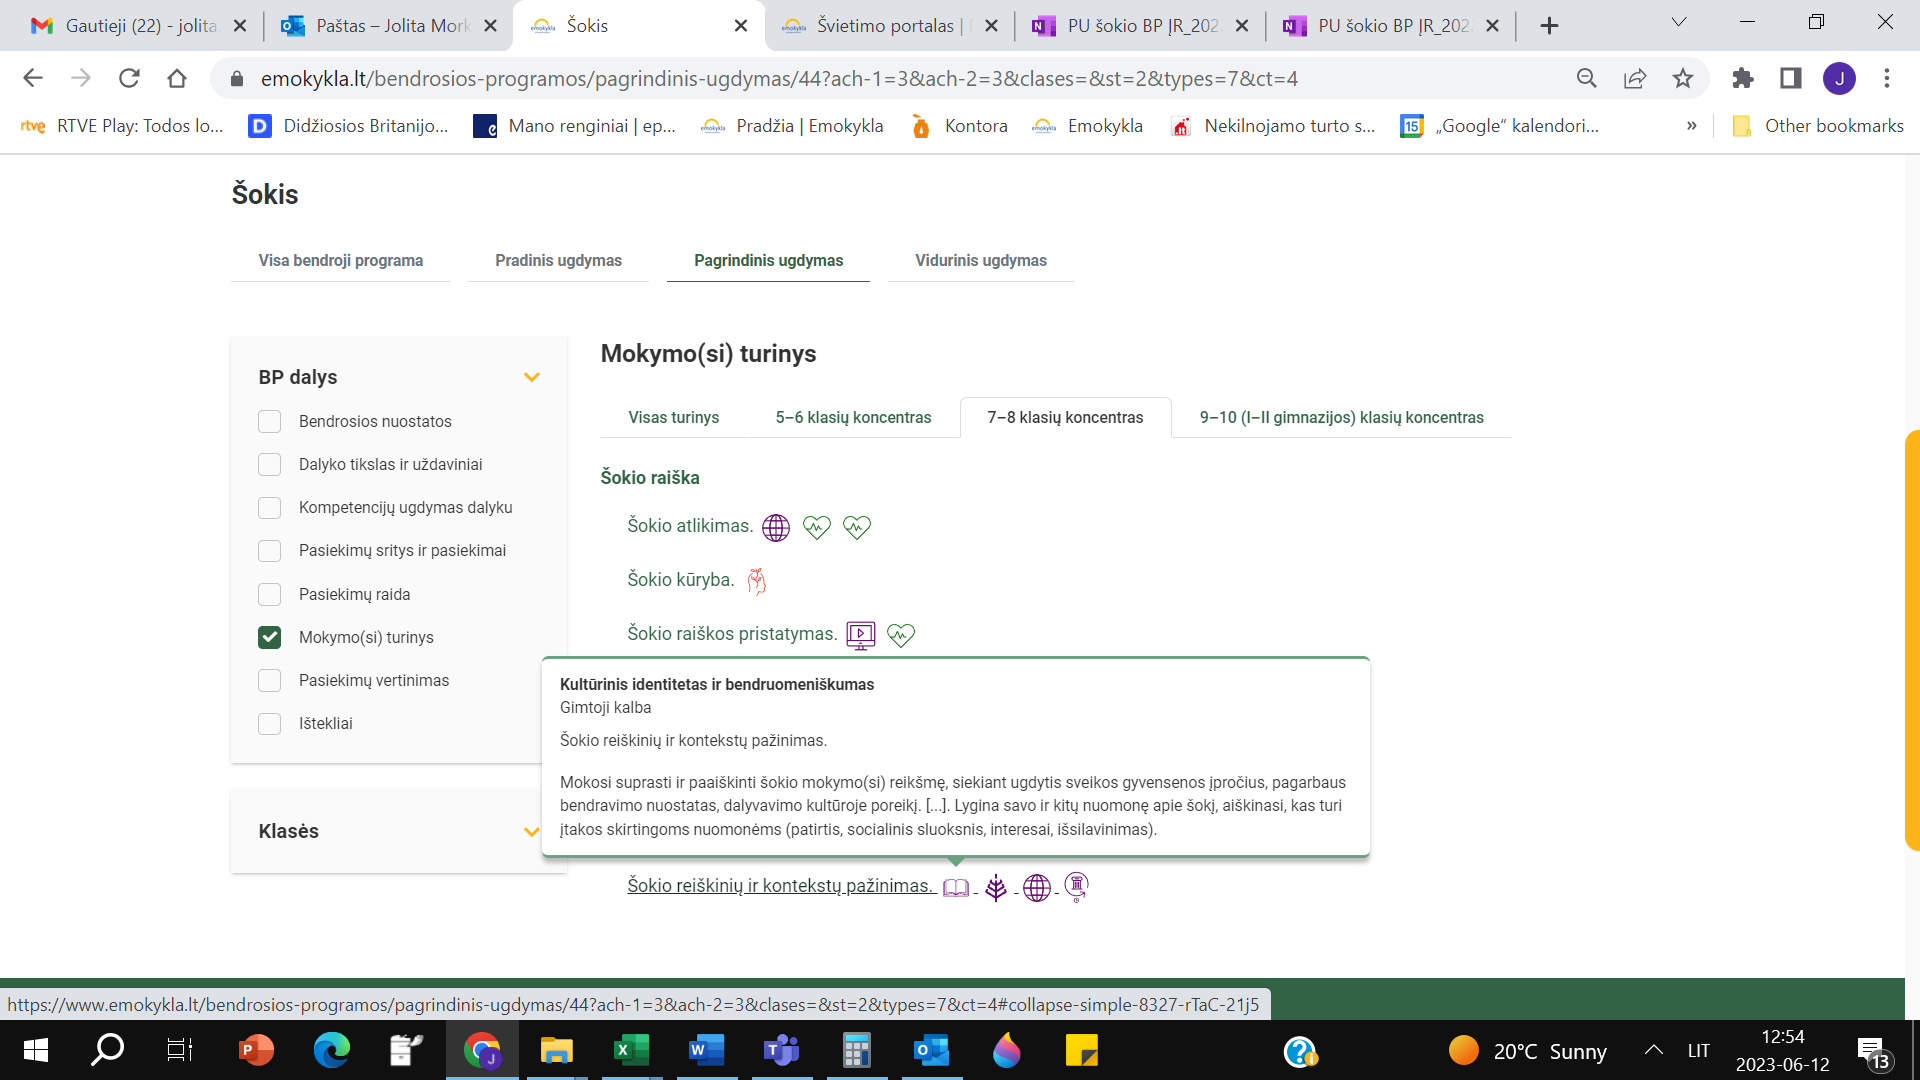 Gautieji (22) - jolita.
Paštas – Jolita Mork
Šokis
Švietimo portalas |
PU šokio BP ĮR_202
PU šokio BP ĮR_202
emokykla.lt/bendrosios-programos/pagrindinis-ugdymas/44?ach-1=3&ach-2=3&clases=&st=2&types=7&ct=4
J
rtve RTVE Play: Todos lo...
D Didžiosios Britanijo...
e Mano renginiai | ep...
Pradžia | Emokykla
Kontora
Emokykla
Nekilnojamo turto s...
15 „Google“ kalendori...
»
Other bookmarks
Šokis
Visa bendroji programa
Pradinis ugdymas
Pagrindinis ugdymas
Vidurinis ugdymas
BP dalys
Bendrosios nuostatos
Dalyko tikslas ir uždaviniai
Kompetencijų ugdymas dalyku
Pasiekimų sritys ir pasiekimai
Pasiekimų raida
Mokymo(si) turinys
Pasiekimų vertinimas
Ištekliai
Klasės
Mokymo(si) turinys
Visas turinys
5–6 klasių koncentras
7–8 klasių koncentras
9–10 (I–II gimnazijos) klasių koncentras
Šokio raiška
Šokio atlikimas.
Šokio kūryba.
Šokio raiškos pristatymas.
Kultūrinis identitetas ir bendruomeniškumas
Gimtoji kalba
Šokio reiškinių ir kontekstų pažinimas.
Mokosi suprasti ir paaiškinti šokio mokymo(si) reikšmę, siekiant ugdytis sveikos gyvensenos įpročius, pagarbaus
bendravimo nuostatas, dalyvavimo kultūroje poreikį. [...]. Lygina savo ir kitų nuomonę apie šokį, aiškinasi, kas turi
įtakos skirtingoms nuomonėms (patirtis, socialinis sluoksnis, interesai, išsilavinimas).
Šokio reiškinių ir kontekstų pažinimas.
https://www.emokykla.lt/bendrosios-programos/pagrindinis-ugdymas/44?ach-1=3&ach-2=3&clases=&st=2&types=7&ct=4#collapse-simple-8327-rTaC-21j5
20°C Sunny
LIT
12:54
2023-06-12
13